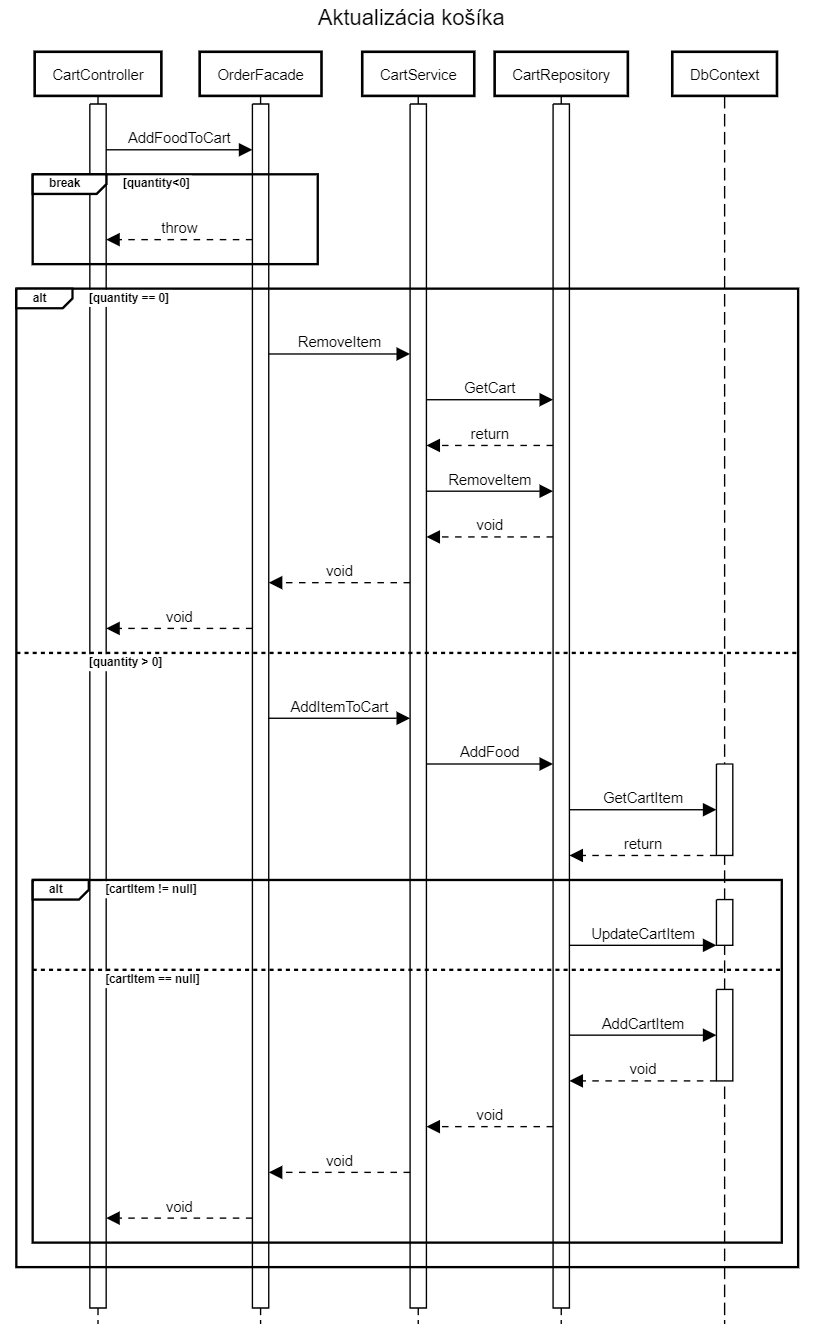 Aktualizácia košíka
CartController OrderFacade CartService CartRepository DbContext
AddFoodToCart
break [quantity<0]
throw
alt [quantity == 0]
RemoveItem
GetCart
return
RemoveItem
void
void
void
[quantity > 0]
AddItemToCart
AddFood
GetCartItem
return
alt [cartItem != null]
UpdateCartItem
[cartItem == null]
AddCartItem
void
void
void
void